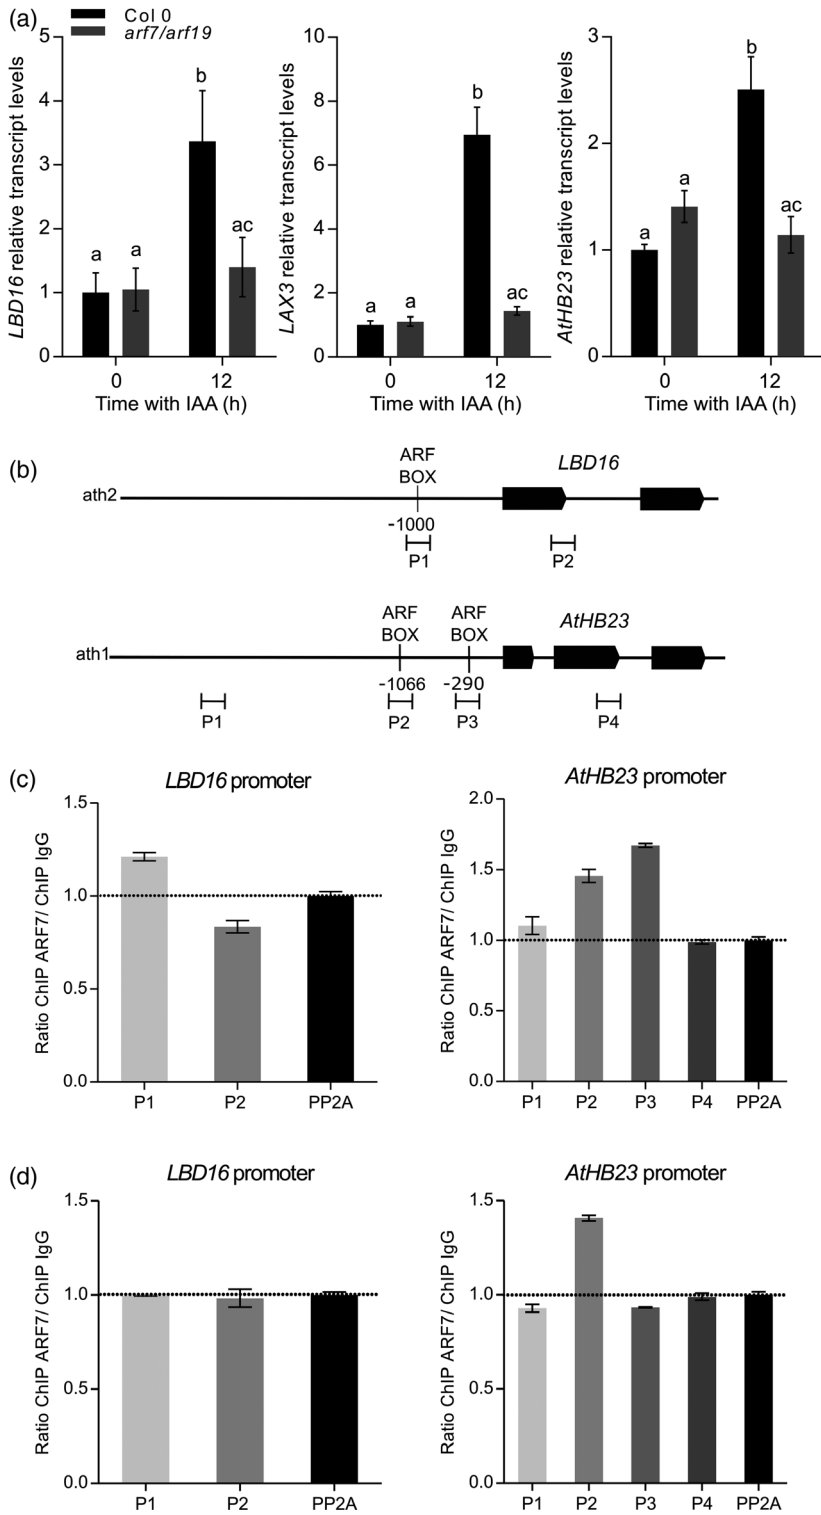 (a)
Col 0
arf7/arf19
LBD16 relative transcript levels
5
4
3
2
1
0
a
a
b
ac
0
12
Time with IAA (h)
LAX3 relative transcript levels
10
8
6
4
2
0
a
a
b
ac
0
12
Time with IAA (h)
AtHB23 relative transcript levels
3
2
1
0
a
a
b
ac
0
12
Time with IAA (h)
(b)
ath2
ARF
BOX
-1000
LBD16
P1
P2
ath1
ARF
BOX
-1066
ARF
BOX
-290
AtHB23
P1
P2
P3
P4
(c)
LBD16 promoter
Ratio ChIP ARF7/ ChIP IgG
1.5
1.0
0.5
0.0
P1
P2
PP2A
AtHB23 promoter
Ratio ChIP ARF7/ ChIP IgG
2.0
1.5
1.0
0.5
0.0
P1
P2
P3
P4
PP2A
(d)
LBD16 promoter
Ratio ChIP ARF7/ ChIP IgG
1.5
1.0
0.5
0.0
P1
P2
PP2A
AtHB23 promoter
Ratio ChIP ARF7/ ChIP IgG
1.5
1.0
0.5
0.0
P1
P2
P3
P4
PP2A